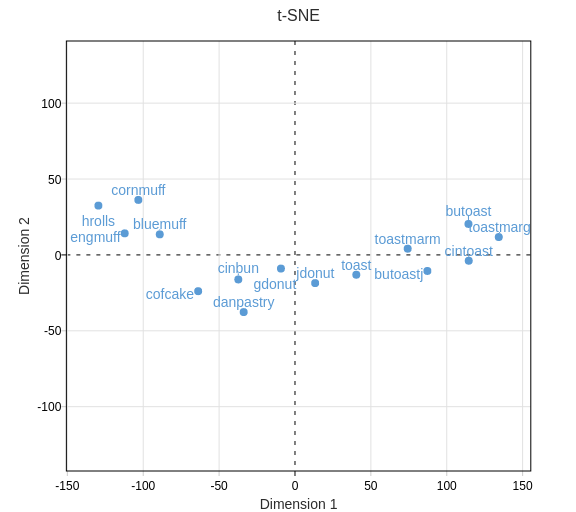 t-SNE
100
50
0
-50
-100
Dimension 2
cornmuff
hrolls
bluemuff
engmuff
butoast
toastmarg
toastmarm
cintoast
cinbun
jdonut
toast
butoastj
gdonut
cofcake
danpastry
-150
-100
-50
0
50
100
150
Dimension 1